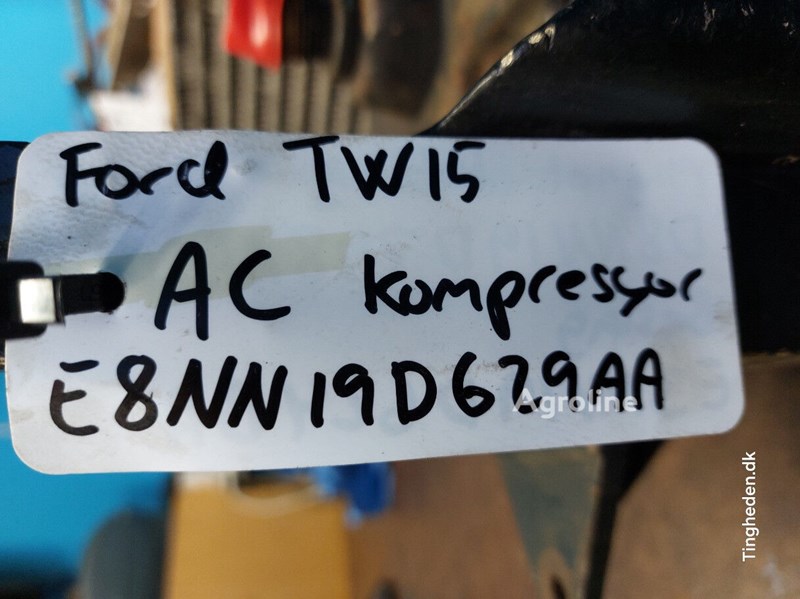 Ford TW15
AC kompressor
E8NN19D629AA
Agroline
Tingheden.dk